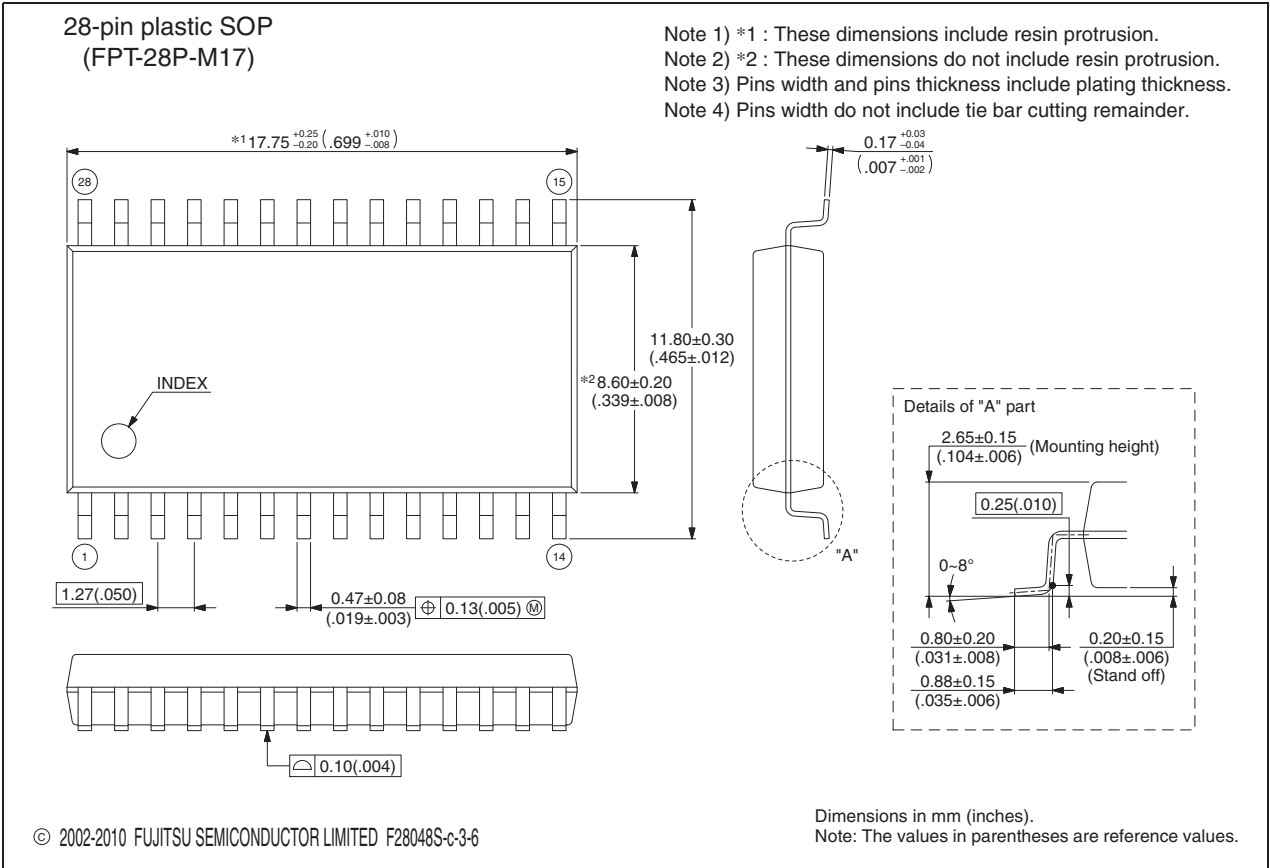 28-pin plastic SOP
(FPT-28P-M17)
Note 1) *1 : These dimensions include resin protrusion.
Note 2) *2 : These dimensions do not include resin protrusion.
Note 3) Pins width and pins thickness include plating thickness.
Note 4) Pins width do not include tie bar cutting remainder.
*1 17.75 +0.25 –0.20 (.699 +.010 –.008)
0.17 +0.03 –0.04
(.007 +.001 –.002)
28
15
11.80±0.30
(.465±.012)
*2 8.60±0.20
(.339±.008)
INDEX
Details of "A" part
2.65±0.15
(.104±.006)
(Mounting height)
0.25(.010)
0~8°
1
14
"A"
1.27(.050)
0.47±0.08
(.019±.003)
⌖ 0.13(.005) Ⓜ
0.80±0.20
(.031±.008)
0.88±0.15
(.035±.006)
0.20±0.15
(.008±.006)
(Stand off)
⌓ 0.10(.004)
© 2002-2010 FUJITSU SEMICONDUCTOR LIMITED F28048S-c-3-6
Dimensions in mm (inches).
Note: The values in parentheses are reference values.